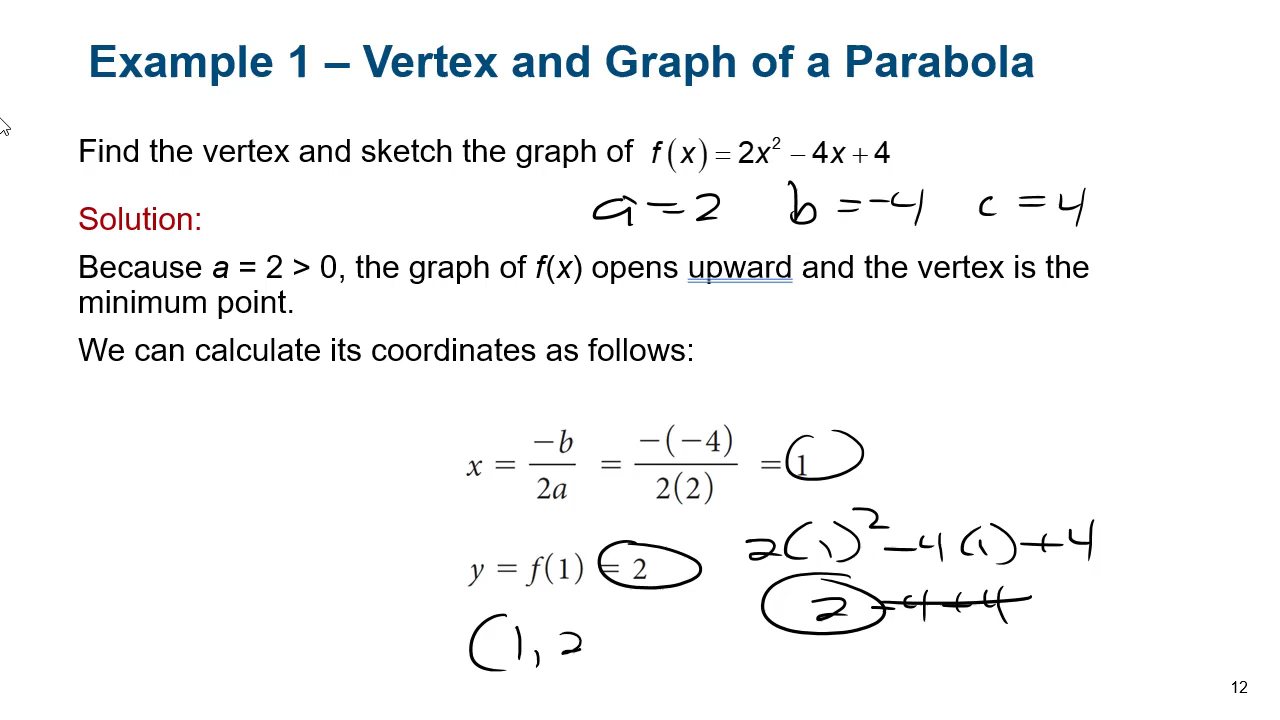 Example 1 – Vertex and Graph of a Parabola
Find the vertex and sketch the graph of f(x) = 2x² – 4x + 4
a = 2 b = -4 c = 4
Solution:
Because a = 2 > 0, the graph of f(x) opens upward and the vertex is the
minimum point.
We can calculate its coordinates as follows:
x = −b/2a = −(−4)/2(2) = 1
2(1)² - 4(1) + 4
y = f(1) = 2
2 - 4 + 4
(1, 2
12